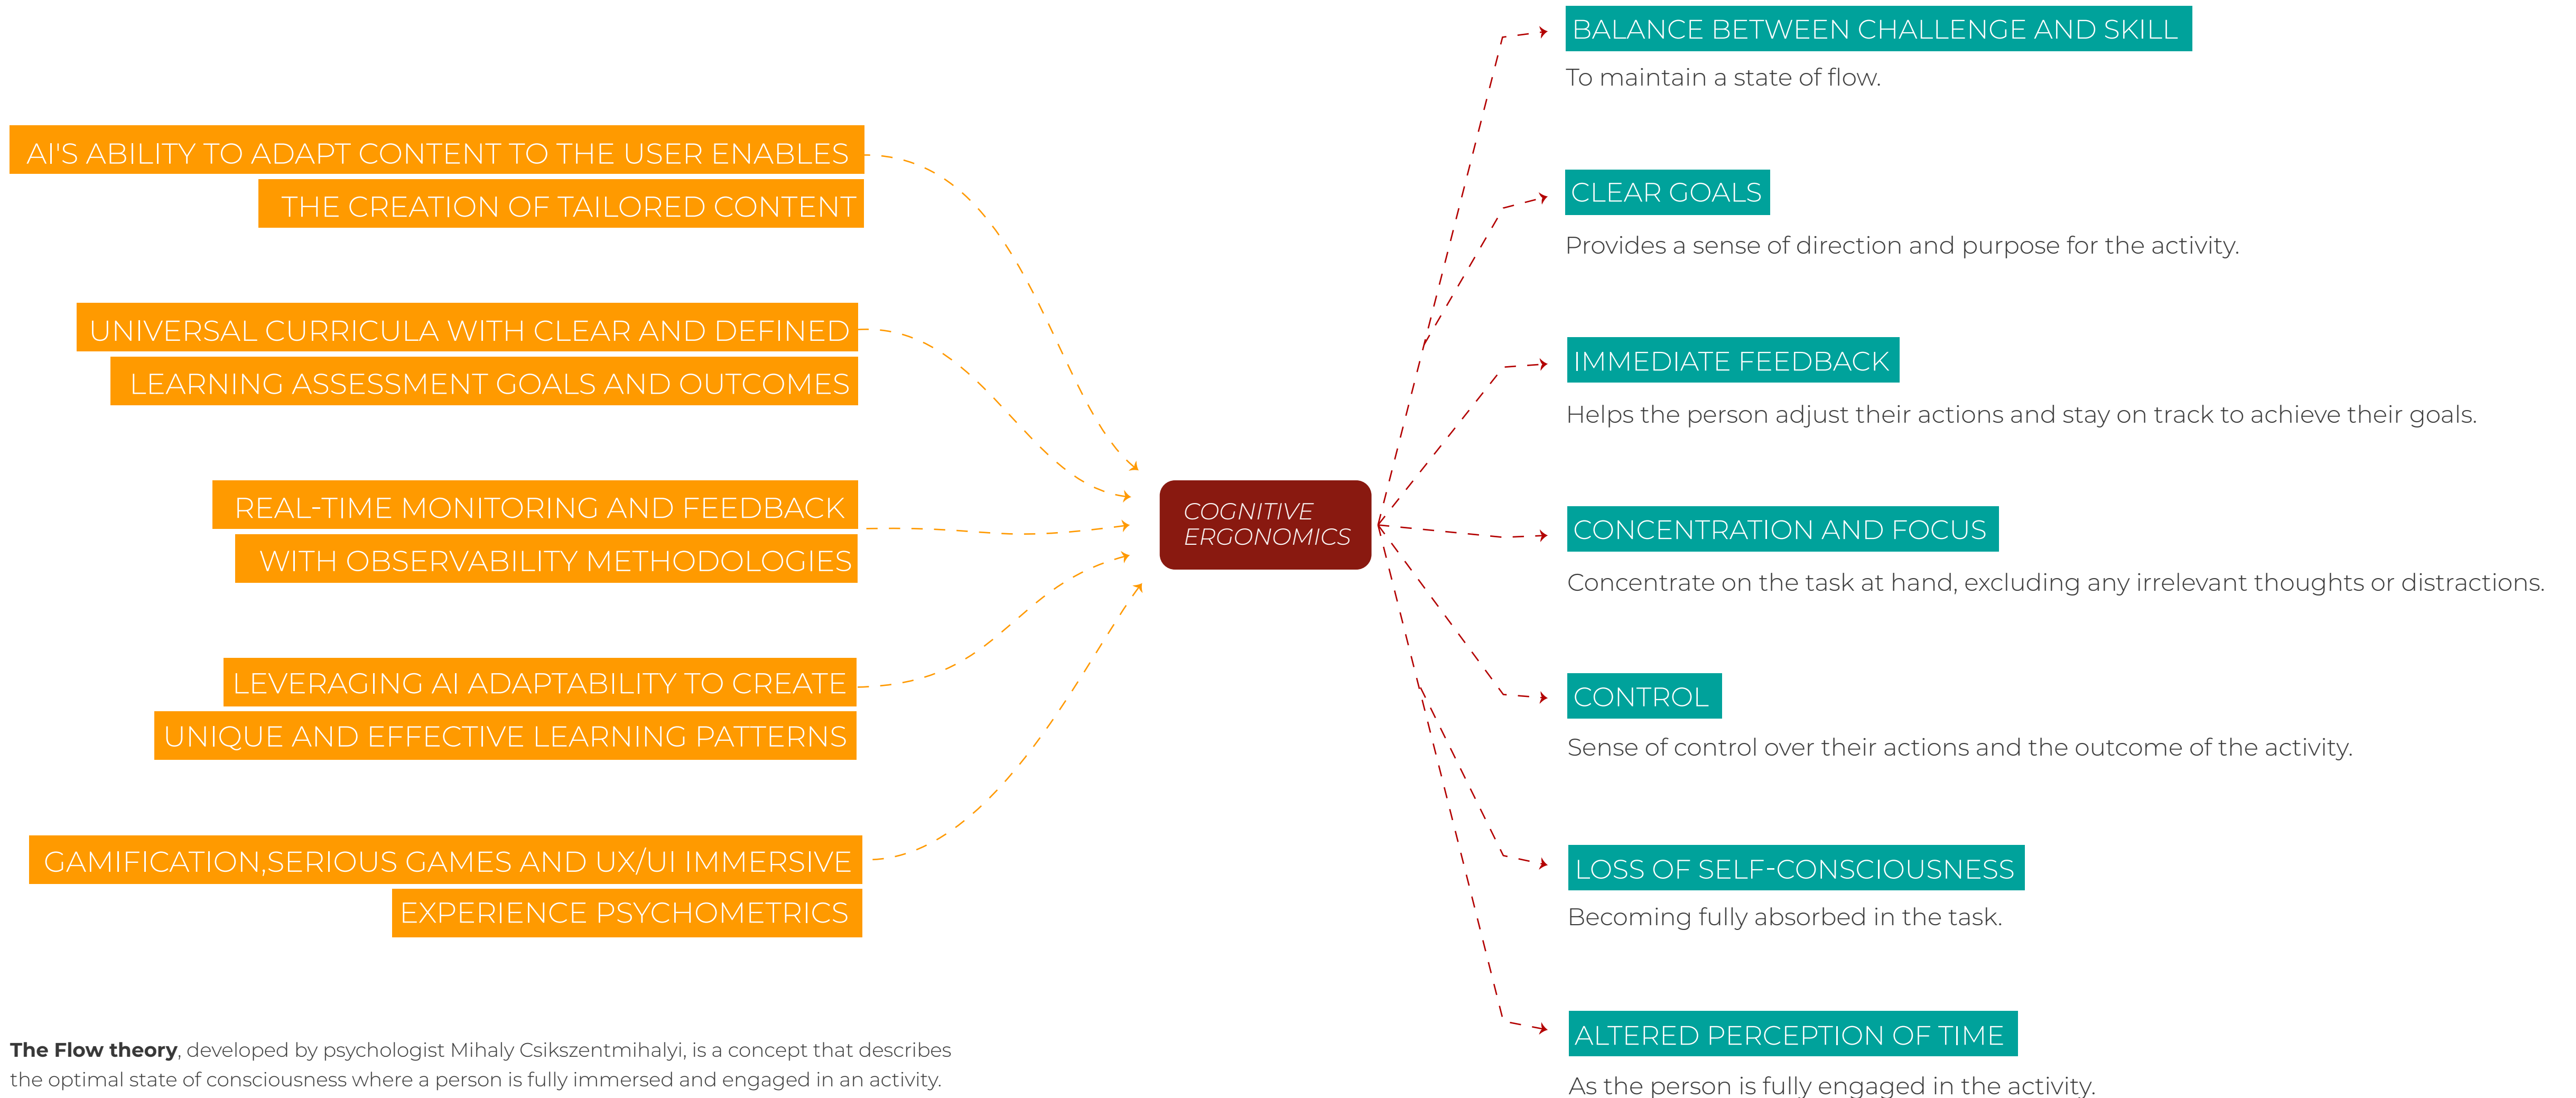 AI'S ABILITY TO ADAPT CONTENT TO THE USER ENABLES
THE CREATION OF TAILORED CONTENT
UNIVERSAL CURRICULA WITH CLEAR AND DEFINED
LEARNING ASSESSMENT GOALS AND OUTCOMES
REAL-TIME MONITORING AND FEEDBACK
WITH OBSERVABILITY METHODOLOGIES
LEVERAGING AI ADAPTABILITY TO CREATE
UNIQUE AND EFFECTIVE LEARNING PATTERNS
GAMIFICATION,SERIOUS GAMES AND UX/UI IMMERSIVE
EXPERIENCE PSYCHOMETRICS
The Flow theory, developed by psychologist Mihaly Csikszentmihalyi, is a concept that describes
the optimal state of consciousness where a person is fully immersed and engaged in an activity.
COGNITIVE
ERGONOMICS
BALANCE BETWEEN CHALLENGE AND SKILL
To maintain a state of flow.
CLEAR GOALS
Provides a sense of direction and purpose for the activity.
IMMEDIATE FEEDBACK
Helps the person adjust their actions and stay on track to achieve their goals.
CONCENTRATION AND FOCUS
Concentrate on the task at hand, excluding any irrelevant thoughts or distractions.
CONTROL
Sense of control over their actions and the outcome of the activity.
LOSS OF SELF-CONSCIOUSNESS
Becoming fully absorbed in the task.
ALTERED PERCEPTION OF TIME
As the person is fully engaged in the activity.